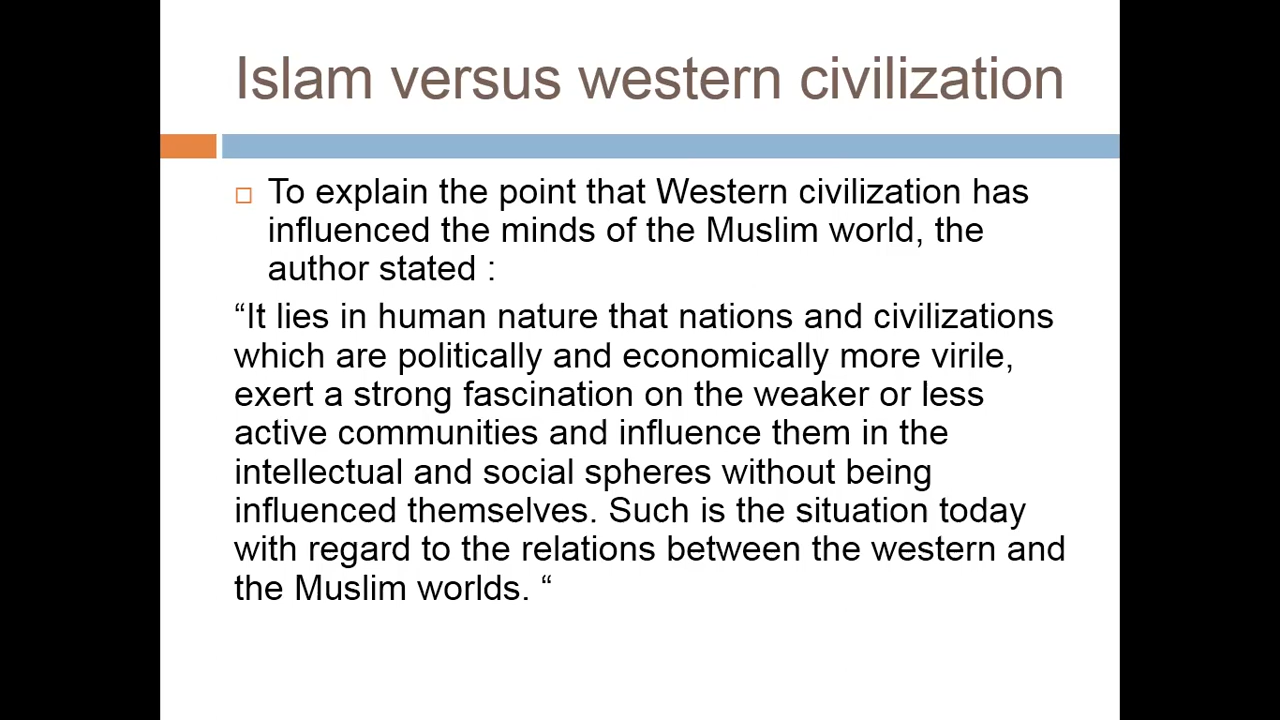 Islam versus western civilization
To explain the point that Western civilization has
influenced the minds of the Muslim world, the
author stated :
“It lies in human nature that nations and civilizations
which are politically and economically more virile,
exert a strong fascination on the weaker or less
active communities and influence them in the
intellectual and social spheres without being
influenced themselves. Such is the situation today
with regard to the relations between the western and
the Muslim worlds. “